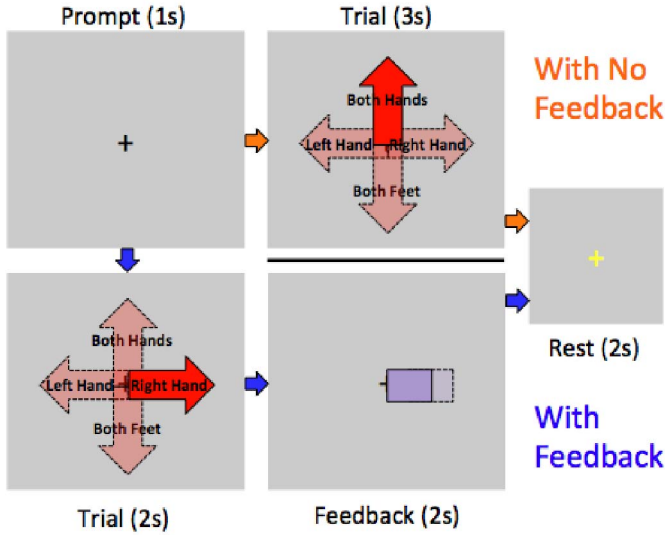 Prompt (1s)
Trial (3s)
With No
Feedback
Both Hands
Left Hand
Right Hand
Both Feet
Rest (2s)
Both Hands
Left Hand
Right Hand
Both Feet
With
Feedback
Trial (2s)
Feedback (2s)